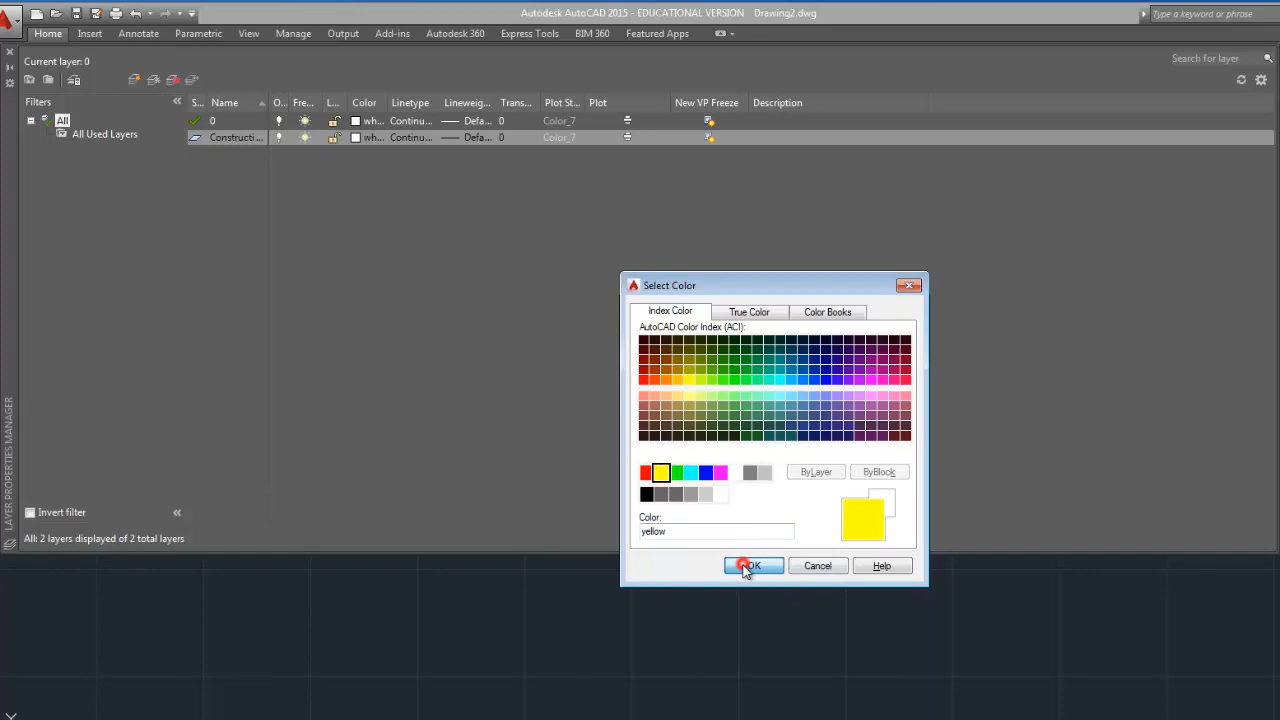 Autodesk AutoCAD 2015 - EDUCATIONAL VERSION Drawing2.dwg
Type a keyword or phrase
Home Insert Annotate Parametric View Manage Output Add-ins Autodesk 360 Express Tools BIM 360 Featured Apps
Current layer: 0
Search for layer
Filters
S... Name O.. Fre... L... Color Linetype Lineweig... Trans... Plot St... Plot New VP Freeze Description
All
0 wh... Continu... Defa... 0 Color_7
All Used Layers
Constructi... wh... Continu... Defa... 0 Color_7
Select Color
Index Color True Color Color Books
AutoCAD Color Index (ACI):
ByLayer ByBlock
Color:
yellow
OK Cancel Help
Invert filter
All: 2 layers displayed of 2 total layers
LAYER PROPERTIES MANAGER